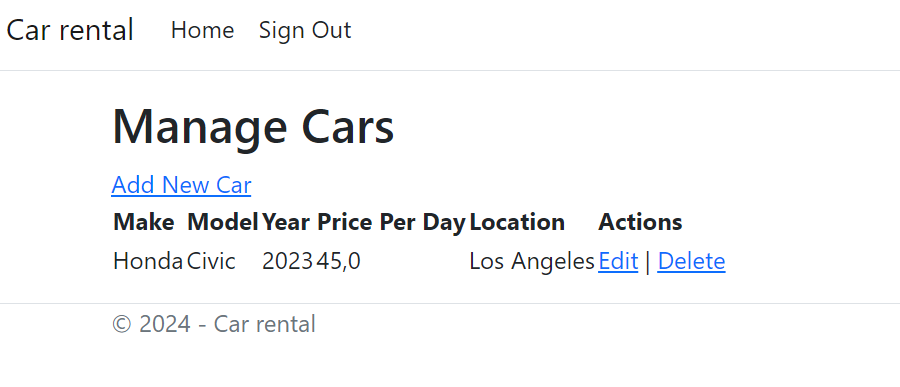 Car rental Home Sign Out
Manage Cars
Add New Car
Make Model Year Price Per Day Location Actions
Honda Civic 2023 45,0 Los Angeles Edit | Delete
© 2024 - Car rental